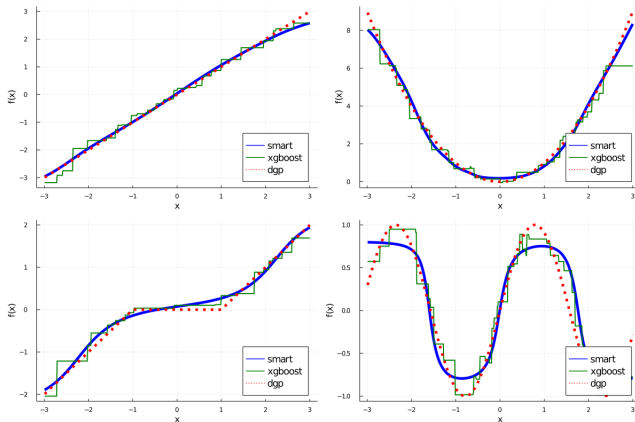 3
2
1
0
−1
−2
−3
f(x)
−3 −2 −1 0 1 2 3
x
smart
xgboost
dgp
8
6
4
2
0
f(x)
−3 −2 −1 0 1 2 3
x
smart
xgboost
dgp
2
1
0
−1
−2
f(x)
−3 −2 −1 0 1 2 3
x
smart
xgboost
dgp
1.0
0.5
0.0
−0.5
−1.0
f(x)
−3 −2 −1 0 1 2 3
x
smart
xgboost
dgp